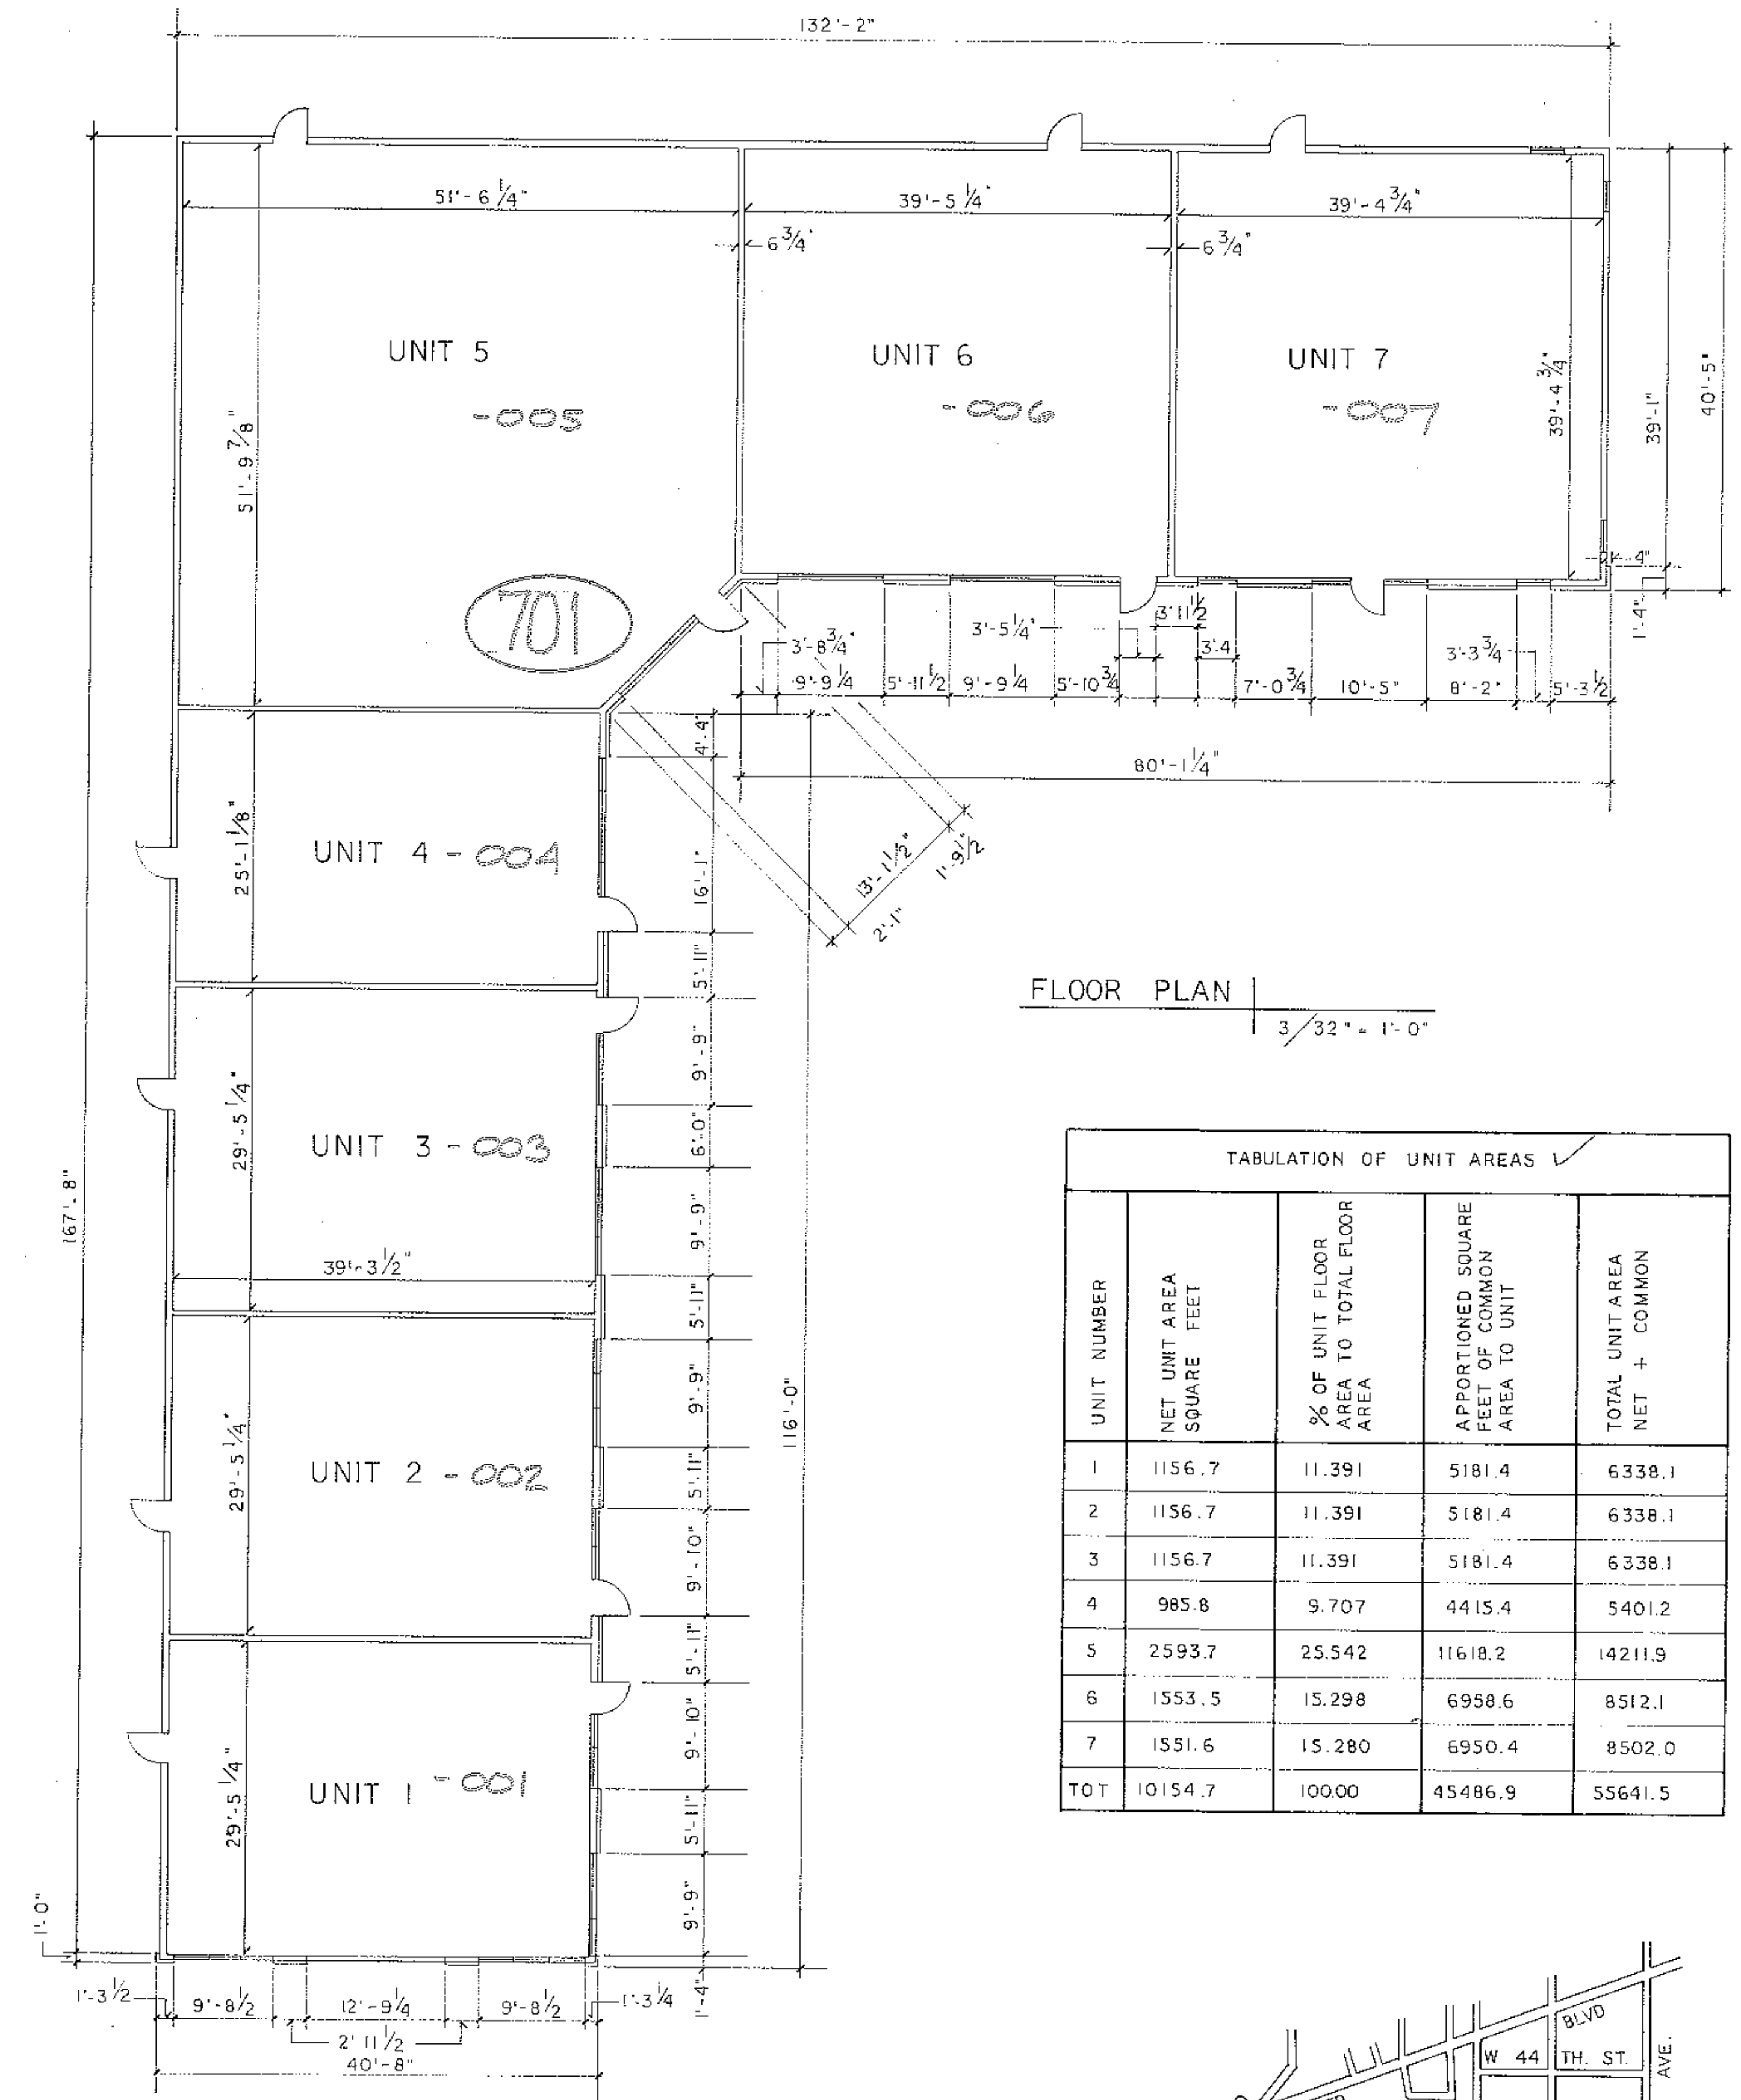 132'-2"
51'-6 1/4"
39'-5 1/4"
39'-4 3/4"
6 3/4"
6 3/4"
UNIT 5
-005
UNIT 6
-006
UNIT 7
-007
51'-9 7/8"
39'-4 3/4"
39'-1"
40'-5"
4"
1'-4"
701
3'-8 3/4"
3'-5 1/4"
3'11 1/2
3'4
3'-3 3/4"
9'-9 1/4
5'-11 1/2
9'-9 1/4
5'-10 3/4
7'-0 3/4
10'-5"
8'-2"
5'-3 1/2
80'-1 1/4"
4'-4"
13'-1 1/2"
1'-9 1/2
2'-1"
UNIT 4 - 004
25'-1 1/8"
16'-1"
5'-11"
FLOOR PLAN
3/32" = 1'-0"
UNIT 3 - 003
29'-5 1/4"
39'-3 1/2"
9'-9"
6'-0"
9'-9"
5'-11"
167'-8"
UNIT 2 - 002
29'-5 1/4"
9'-9"
5'-11"
9'-10"
5'-11"
116'-0"
UNIT 1 -001
29'-5 1/4"
9'-10"
5'-11"
9'-9"
1'-4"
1'-0"
1'-3 1/2
9'-8 1/2
12'-9 1/4
9'-8 1/2
1'-3 1/4
2' 11 1/2
40'-8"
TABULATION OF UNIT AREAS
UNIT NUMBER
NET UNIT AREA
SQUARE FEET
% OF UNIT FLOOR
AREA TO TOTAL FLOOR
AREA
APPORTIONED SQUARE
FEET OF COMMON
AREA TO UNIT
TOTAL UNIT AREA
NET + COMMON
1 1156.7 11.391 5181.4 6338.1
2 1156.7 11.391 5181.4 6338.1
3 1156.7 11.391 5181.4 6338.1
4 985.8 9.707 4415.4 5401.2
5 2593.7 25.542 11618.2 14211.9
6 1553.5 15.298 6958.6 8512.1
7 1551.6 15.280 6950.4 8502.0
TOT 10154.7 100.00 45486.9 55641.5
BLVD
W 44 TH. ST.
AVE.